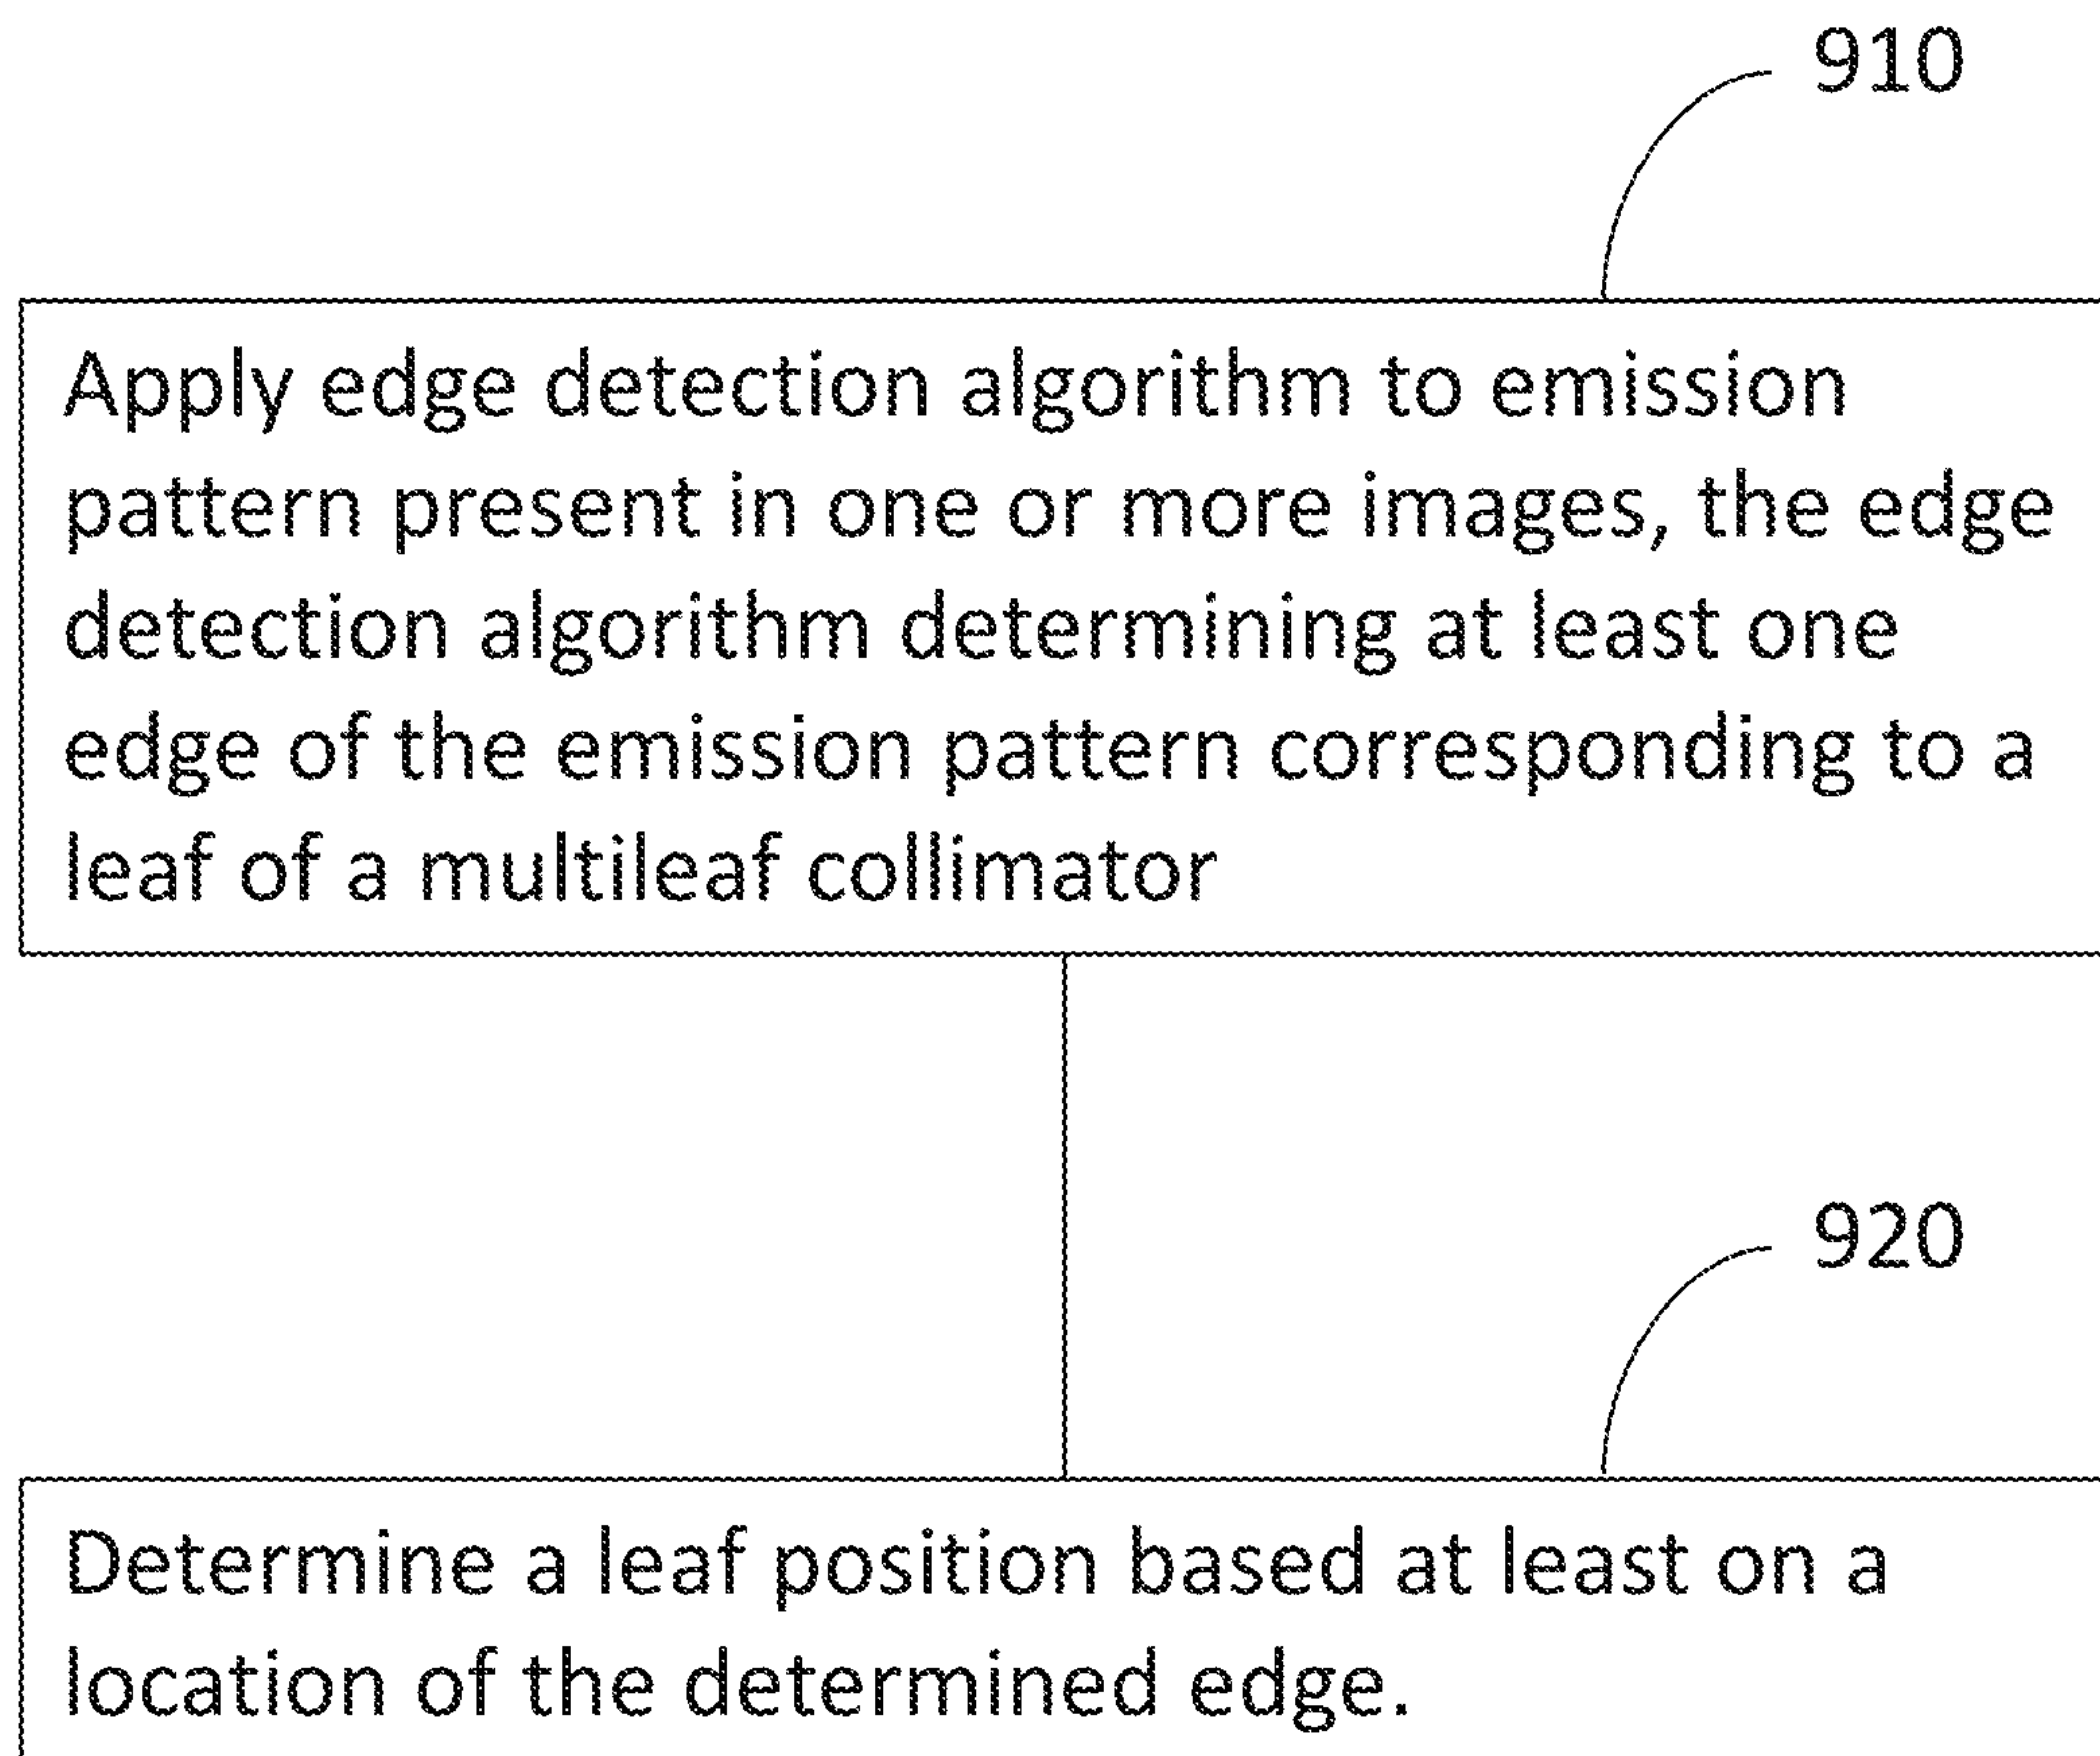 910
Apply edge detection algorithm to emission
pattern present in one or more images, the edge
detection algorithm determining at least one
edge of the emission pattern corresponding to a
leaf of a multileaf collimator
920
Determine a leaf position based at least on a
location of the determined edge.